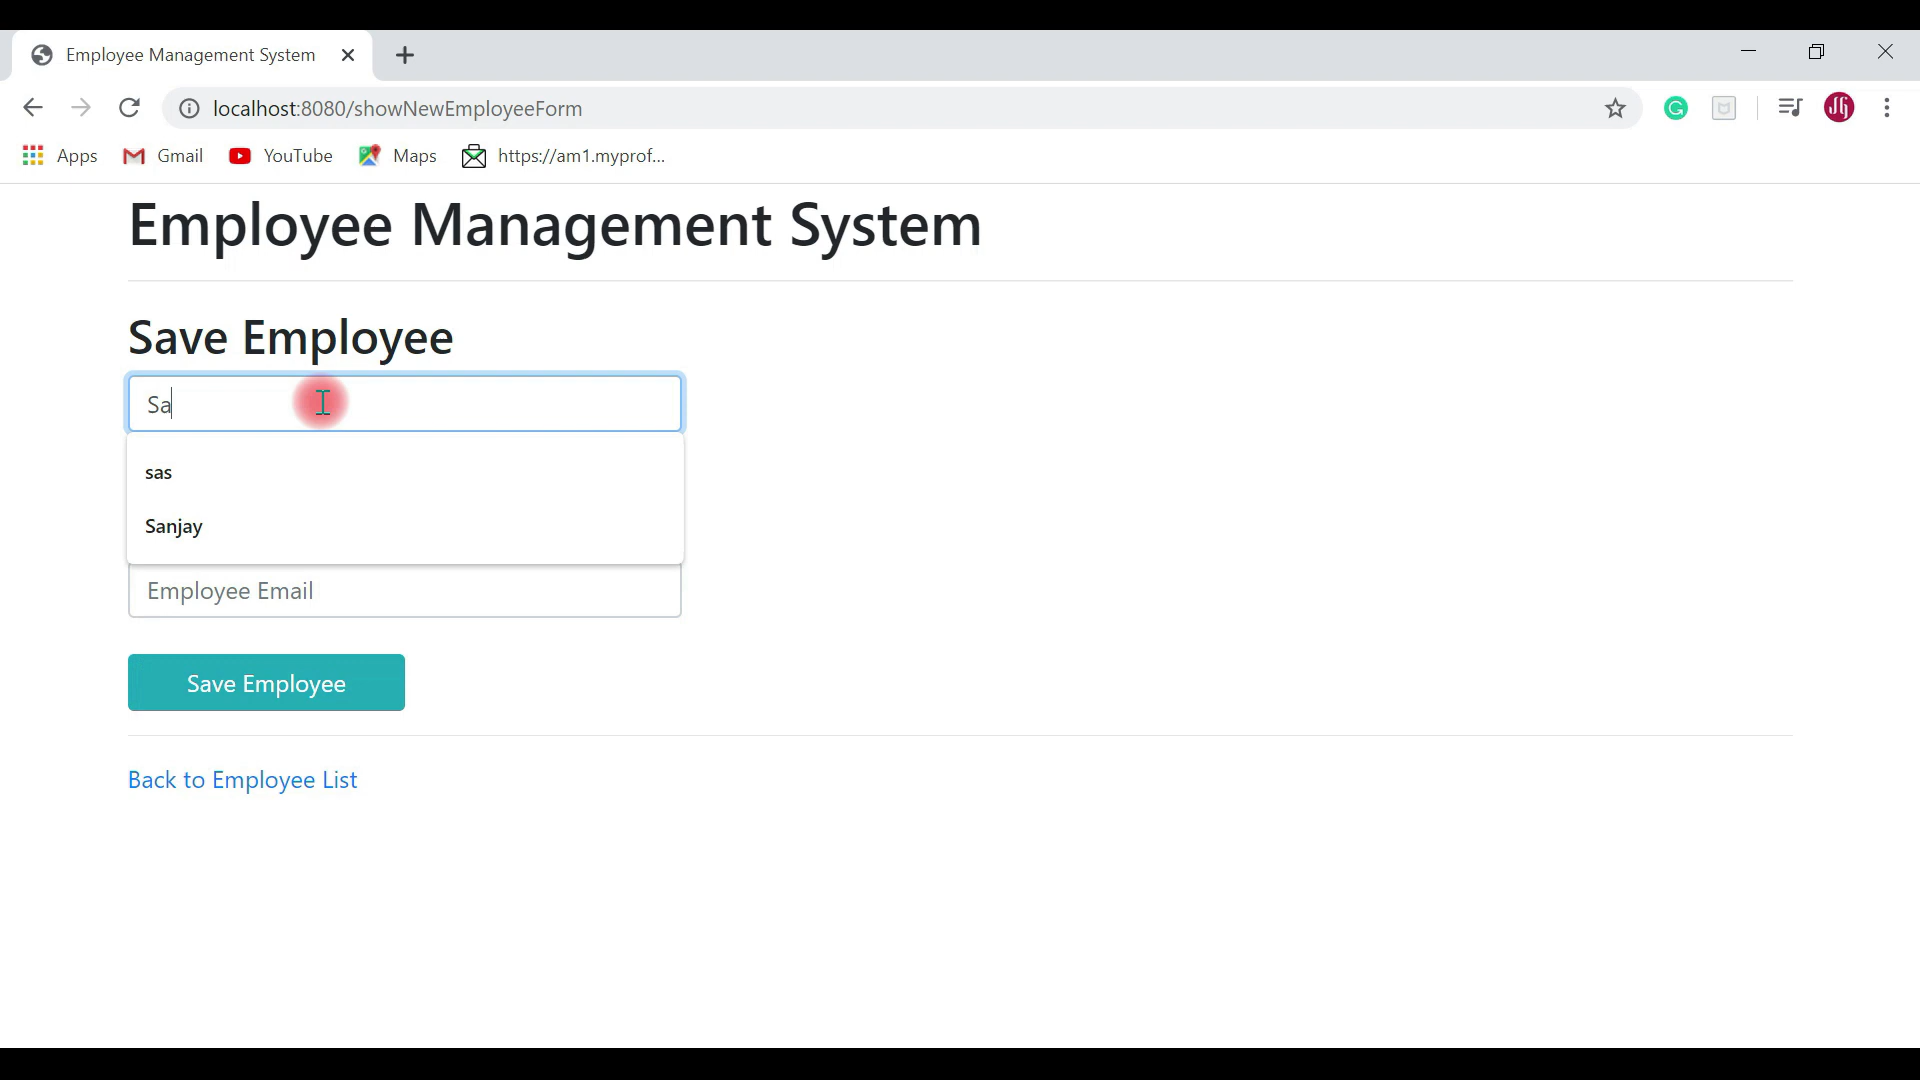 Employee Management System
localhost:8080/showNewEmployeeForm
Apps Gmail YouTube Maps https://am1.myprof...
Employee Management System
Save Employee
Sa
sas
Sanjay
Employee Email
Save Employee
Back to Employee List